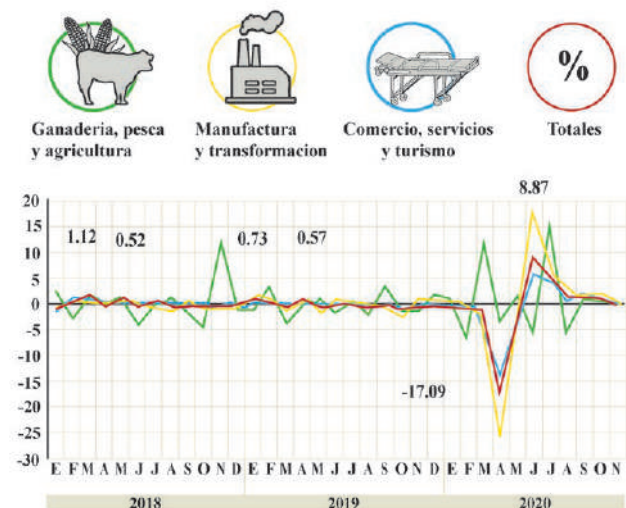 Ganaderia, pesca
y agricultura
Manufactura
y transformacion
Comercio, servicios
y turismo
%
Totales
20
15
10
5
0
-5
-10
-15
-20
-25
-30
1.12
0.52
0.73
0.57
-17.09
8.87
E F M A M J J A S O N D E F M A M J J A S O N D E F M A M J J A S O N
2018 2019 2020